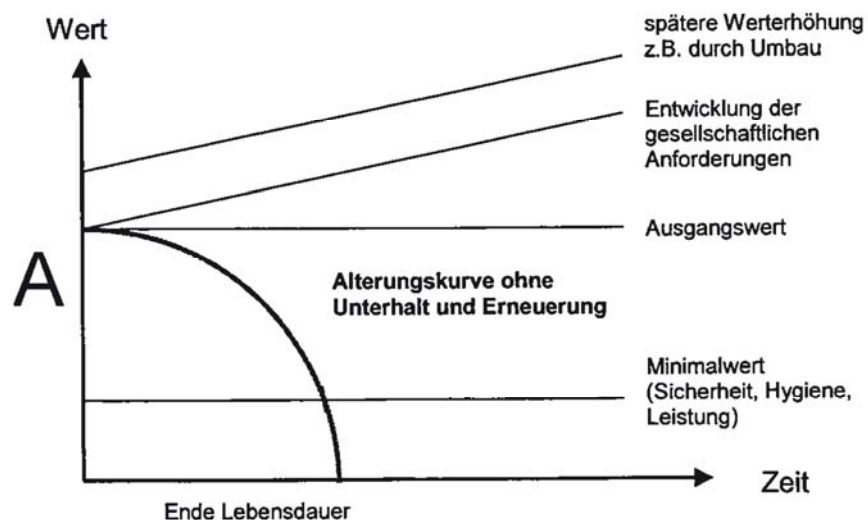 Wert
spätere Werterhöhung
z.B. durch Umbau
Entwicklung der
gesellschaftlichen
Anforderungen
Ausgangswert
A
Alterungskurve ohne
Unterhalt und Erneuerung
Minimalwert
(Sicherheit, Hygiene,
Leistung)
Zeit
Ende Lebensdauer